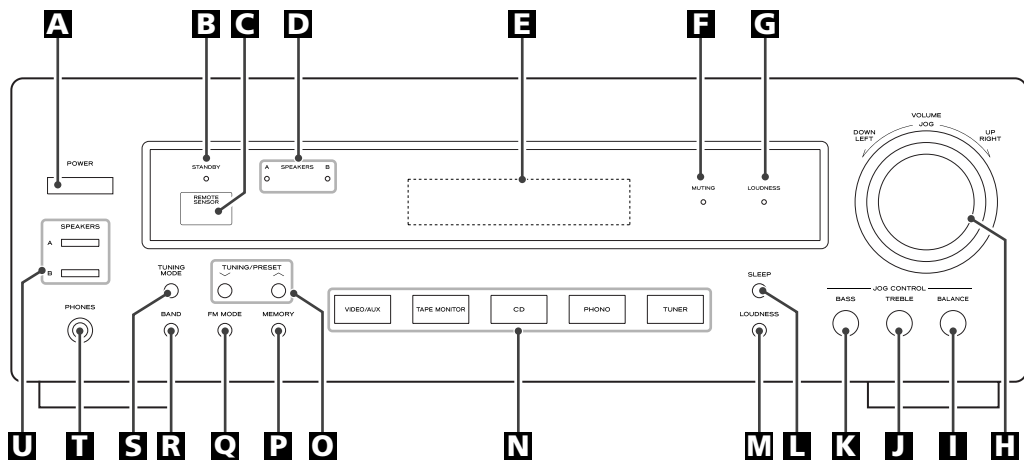 A B C D E F G
VOLUME
JOG
DOWN LEFT
UP RIGHT
POWER
STANDBY
A SPEAKERS B
REMOTE
SENSOR
MUTING
LOUDNESS
SPEAKERS
A
B
TUNING
MODE
TUNING/PRESET
SLEEP
JOG CONTROL
BASS TREBLE BALANCE
PHONES
BAND
FM MODE
MEMORY
VIDEO/AUX
TAPE MONITOR
CD
PHONO
TUNER
LOUDNESS
U T S R Q P O N M L K J I H